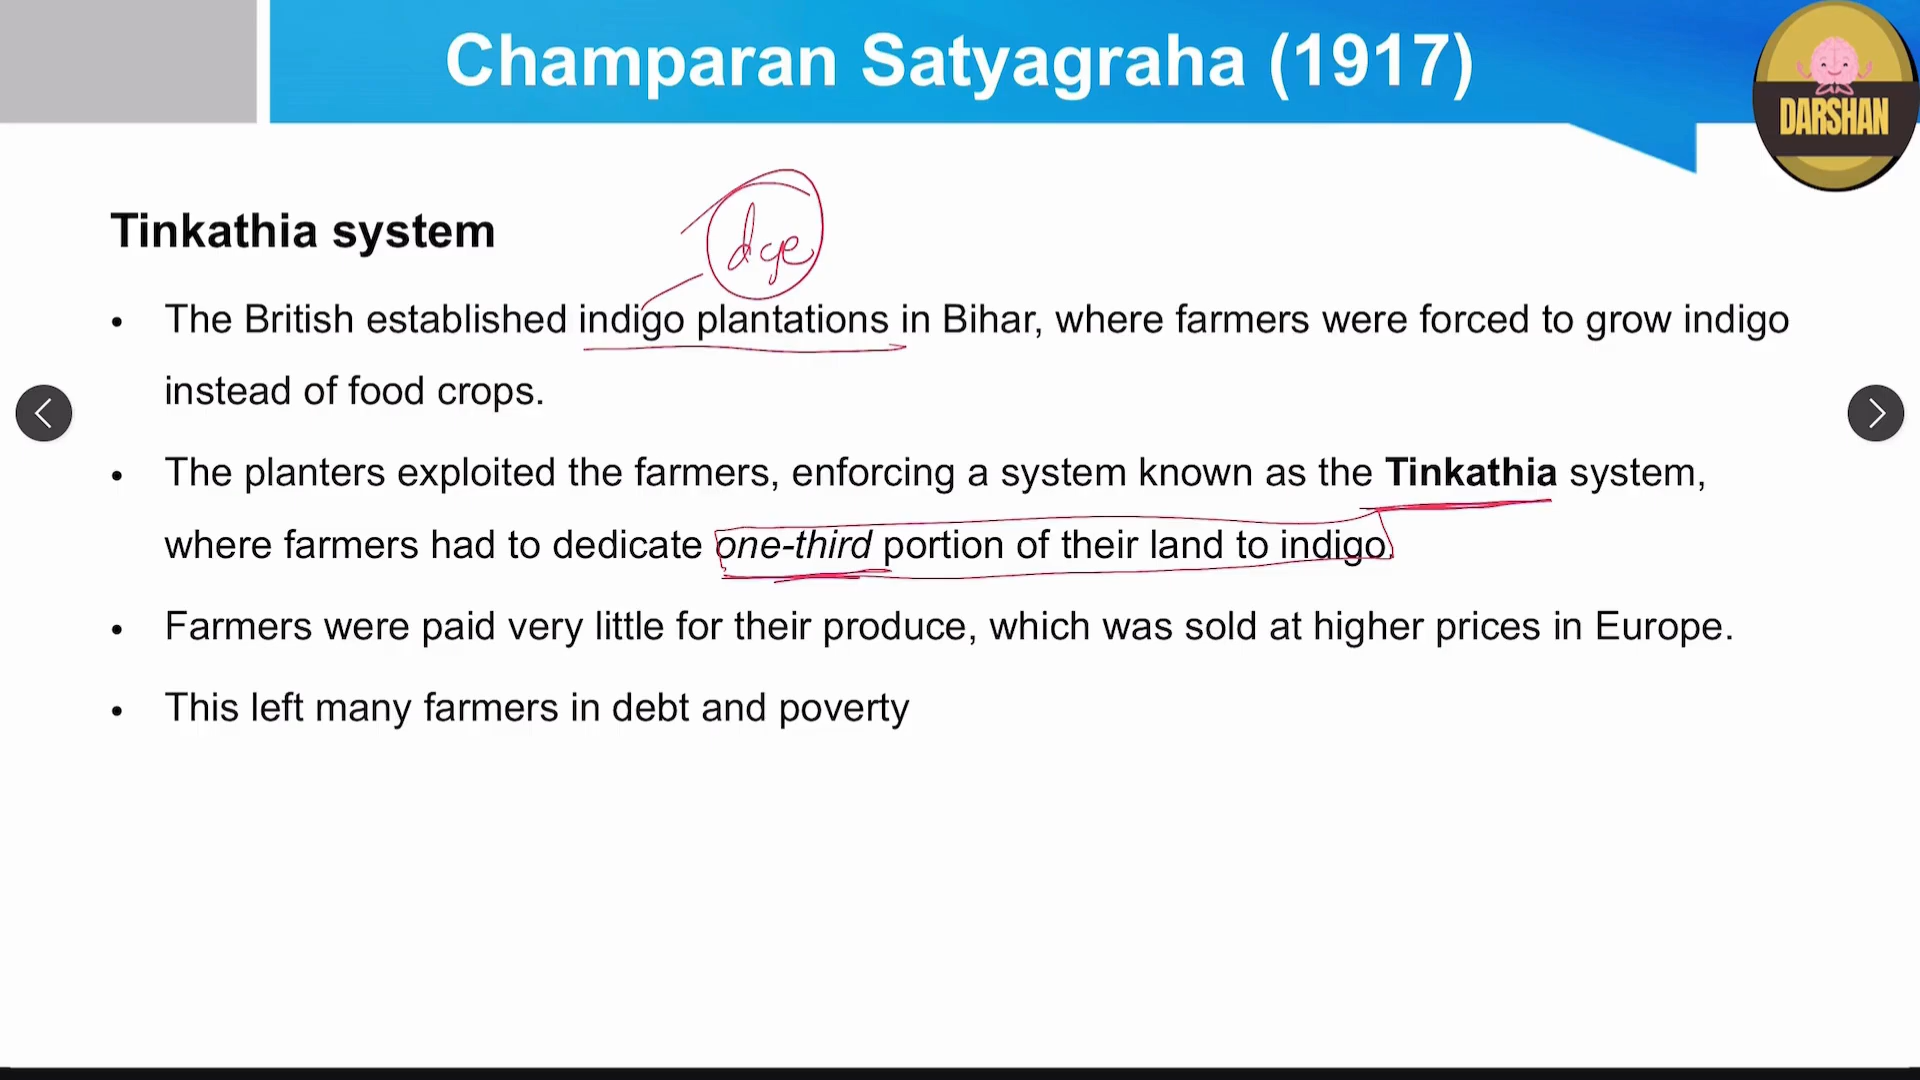 Champaran Satyagraha (1917)
DARSHAN
Tinkathia system
dye
• The British established indigo plantations in Bihar, where farmers were forced to grow indigo
instead of food crops.
• The planters exploited the farmers, enforcing a system known as the Tinkathia system,
where farmers had to dedicate one-third portion of their land to indigo.
• Farmers were paid very little for their produce, which was sold at higher prices in Europe.
• This left many farmers in debt and poverty